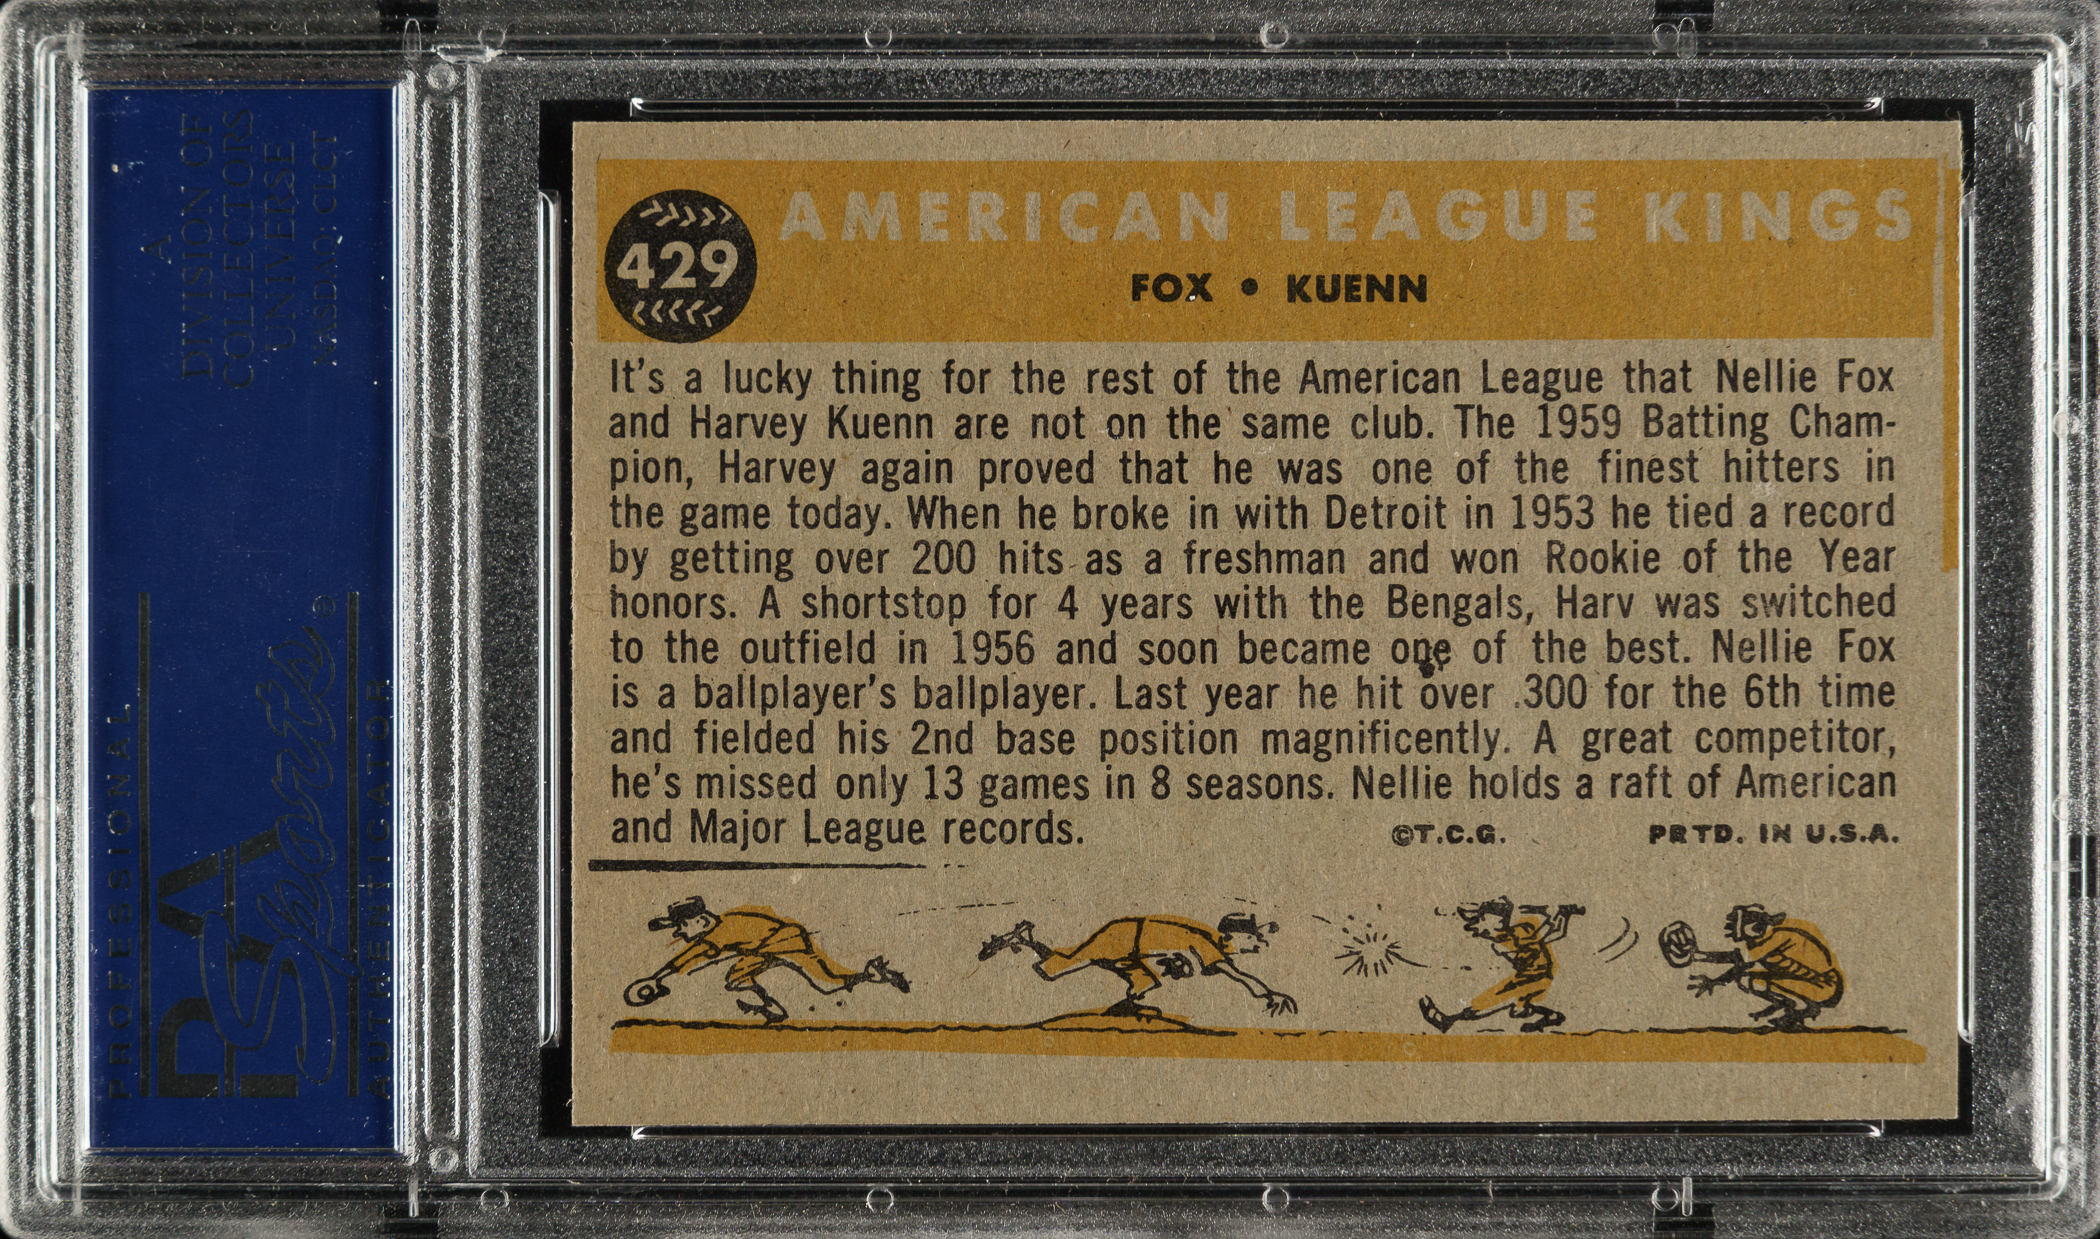 A
DIVISION OF
COLLECTORS
UNIVERSE
NASDAQ: CLCT
PROFESSIONAL
PSA
Sports®
AUTHENTICATOR
429
AMERICAN LEAGUE KINGS
FOX • KUENN
It's a lucky thing for the rest of the American League that Nellie Fox
and Harvey Kuenn are not on the same club. The 1959 Batting Cham-
pion, Harvey again proved that he was one of the finest hitters in
the game today. When he broke in with Detroit in 1953 he tied a record
by getting over 200 hits as a freshman and won Rookie of the Year
honors. A shortstop for 4 years with the Bengals, Harv was switched
to the outfield in 1956 and soon became one of the best. Nellie Fox
is a ballplayer's ballplayer. Last year he hit over .300 for the 6th time
and fielded his 2nd base position magnificently. A great competitor,
he's missed only 13 games in 8 seasons. Nellie holds a raft of American
and Major League records. ©T.C.G. PRTD. IN U.S.A.